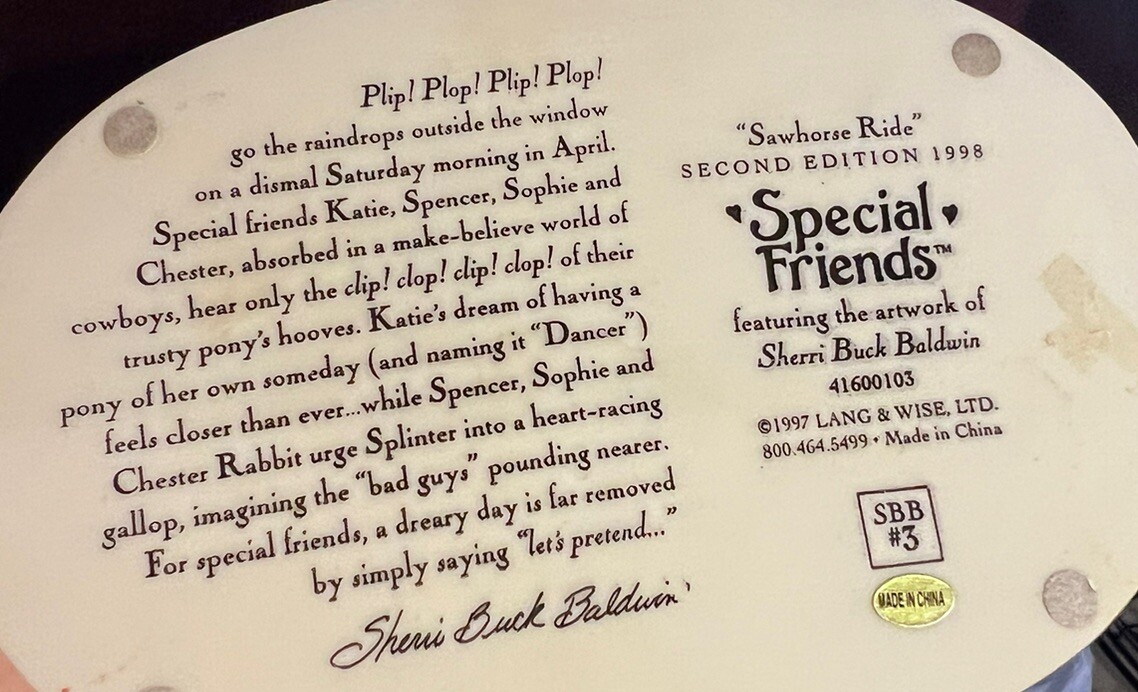 Plip! Plop! Plip! Plop!
go the raindrops outside the window
on a dismal Saturday morning in April.
Special friends Katie, Spencer, Sophie and
Chester, absorbed in a make-believe world of
cowboys, hear only the clip! clop! clip! clop! of their
trusty pony's hooves. Katie's dream of having a
pony of her own someday (and naming it "Dancer")
feels closer than ever...while Spencer, Sophie and
Chester Rabbit urge Splinter into a heart-racing
gallop, imagining the "bad guys" pounding nearer.
For special friends, a dreary day is far removed
by simply saying "let's pretend..."
Sherri Buck Baldwin
"Sawhorse Ride"
SECOND EDITION 1998
♥Special♥
Friends™
featuring the artwork of
Sherri Buck Baldwin
41600103
©1997 LANG & WISE, LTD.
800.464.5499 • Made in China
SBB
#3
MADE IN CHINA